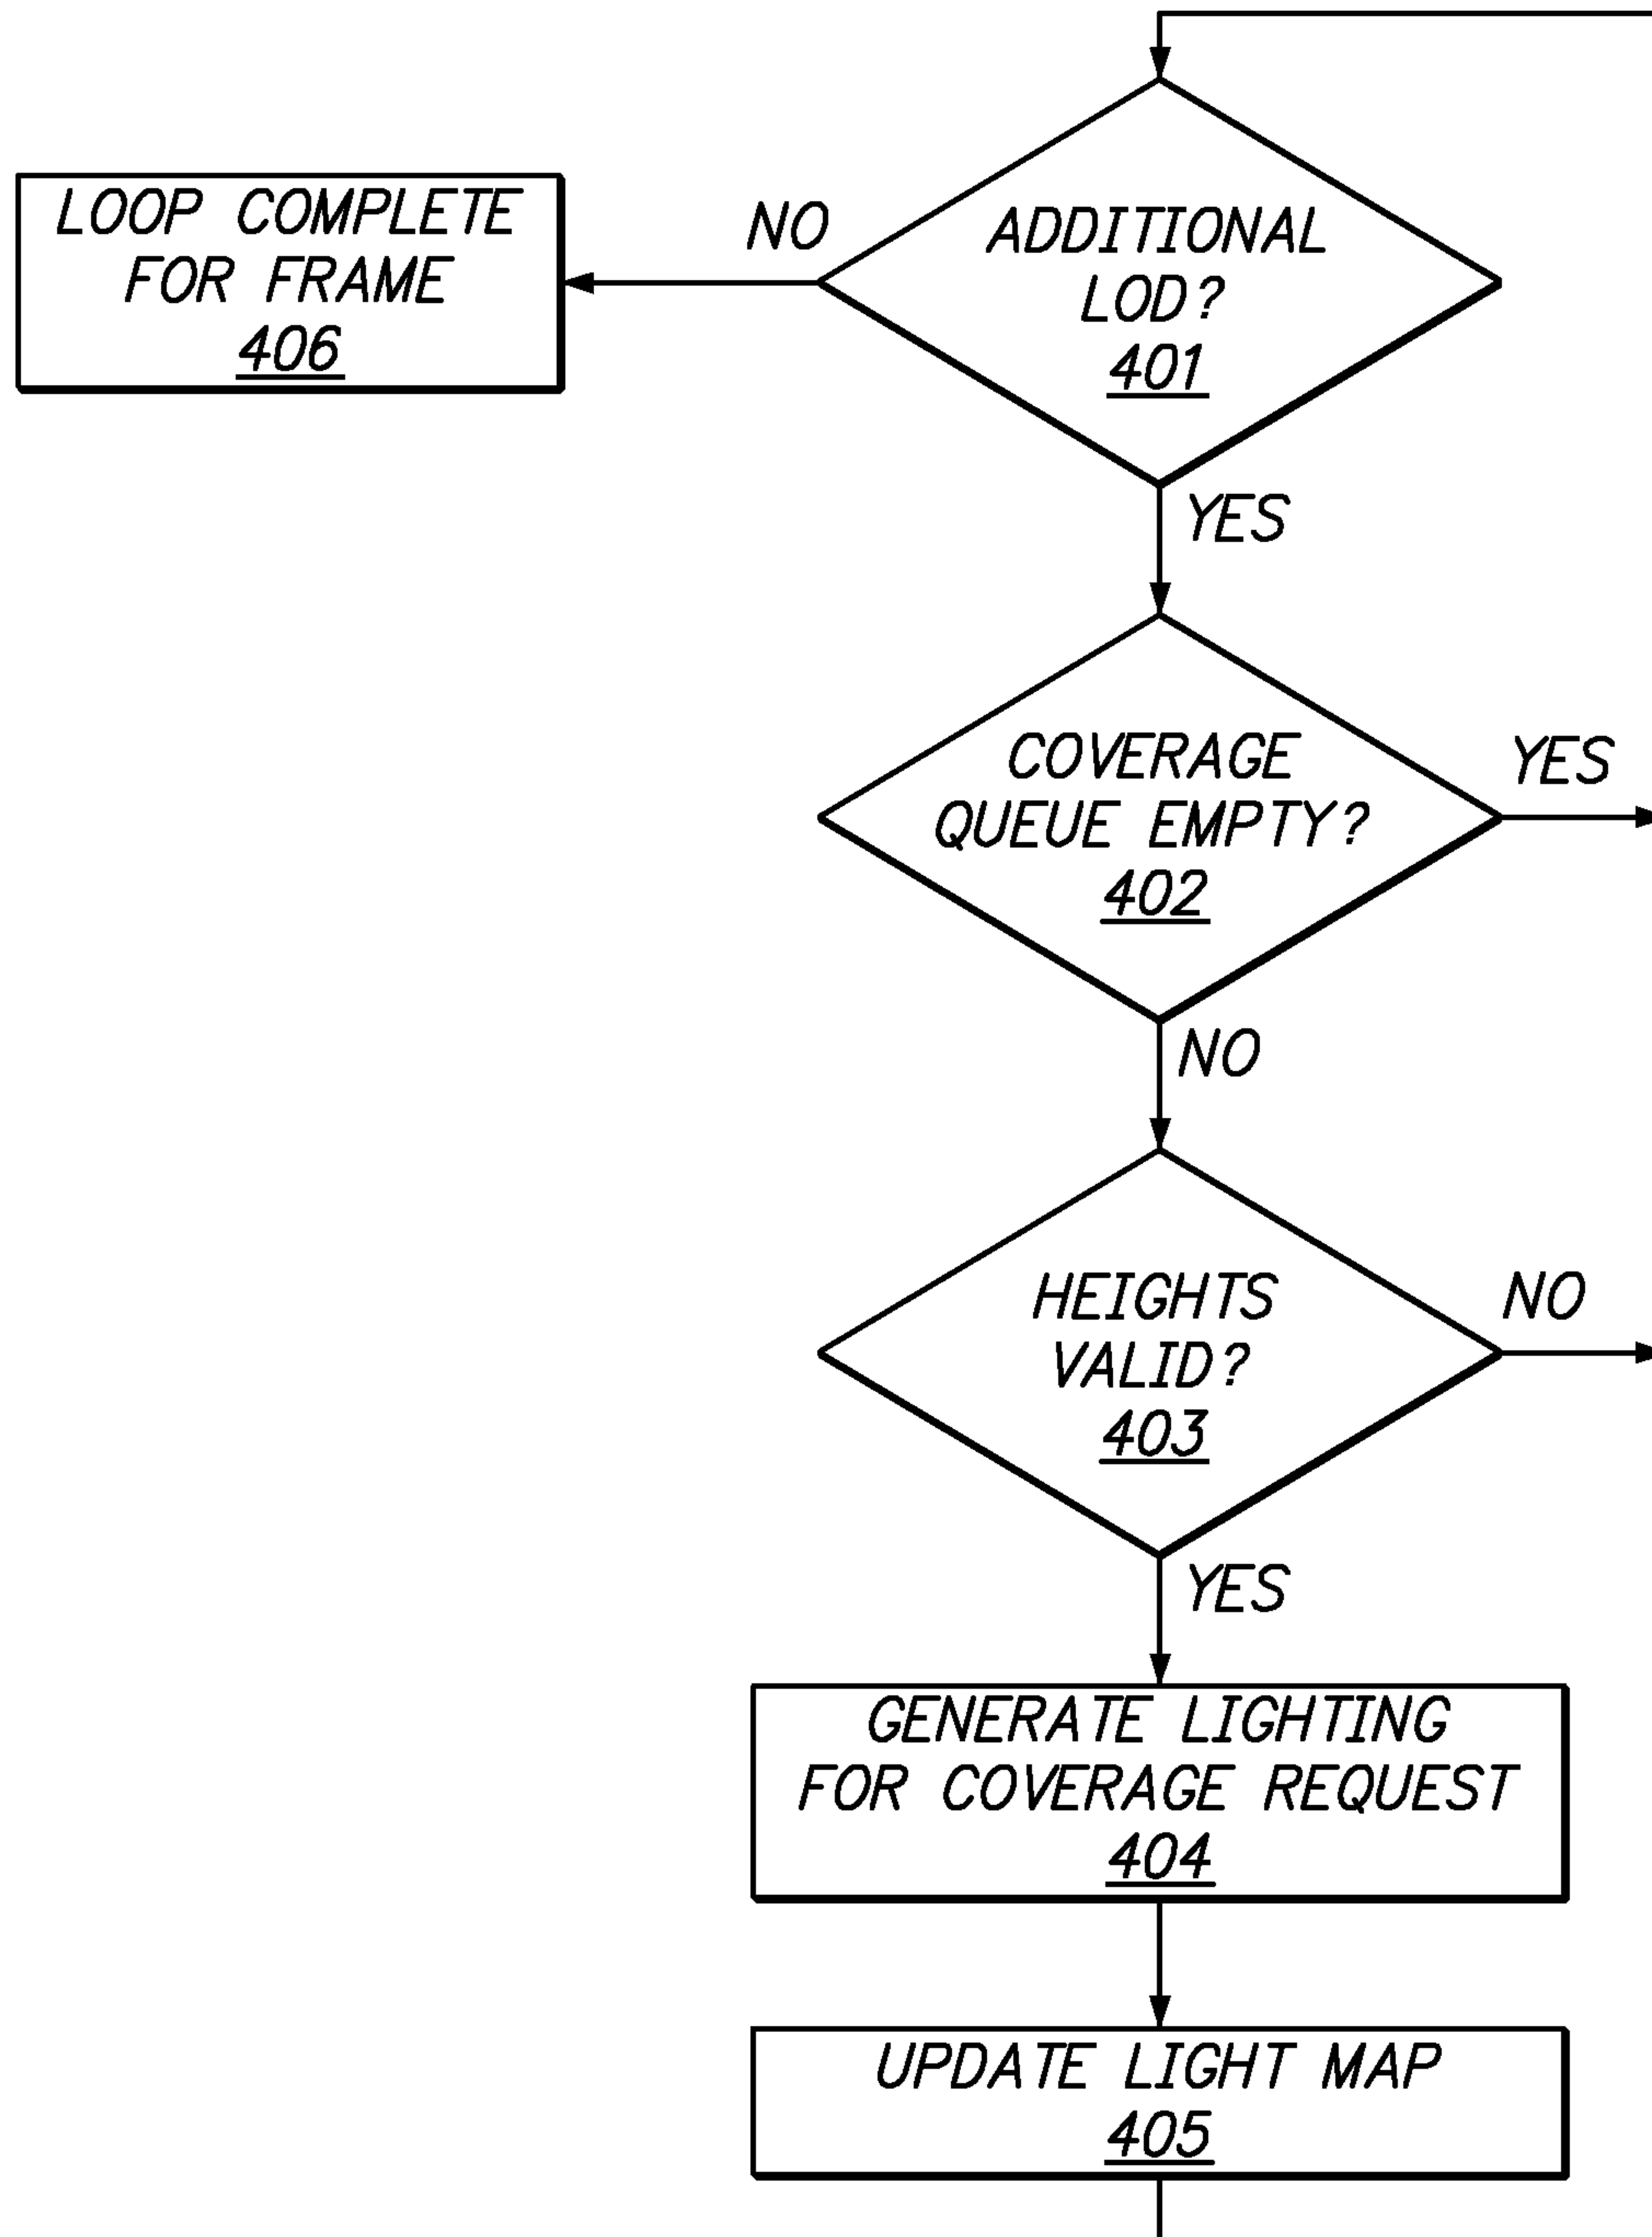 ADDITIONAL
LOD?
401
NO
LOOP COMPLETE
FOR FRAME
406
YES
COVERAGE
QUEUE EMPTY?
402
YES
NO
HEIGHTS
VALID?
403
NO
YES
GENERATE LIGHTING
FOR COVERAGE REQUEST
404
UPDATE LIGHT MAP
405